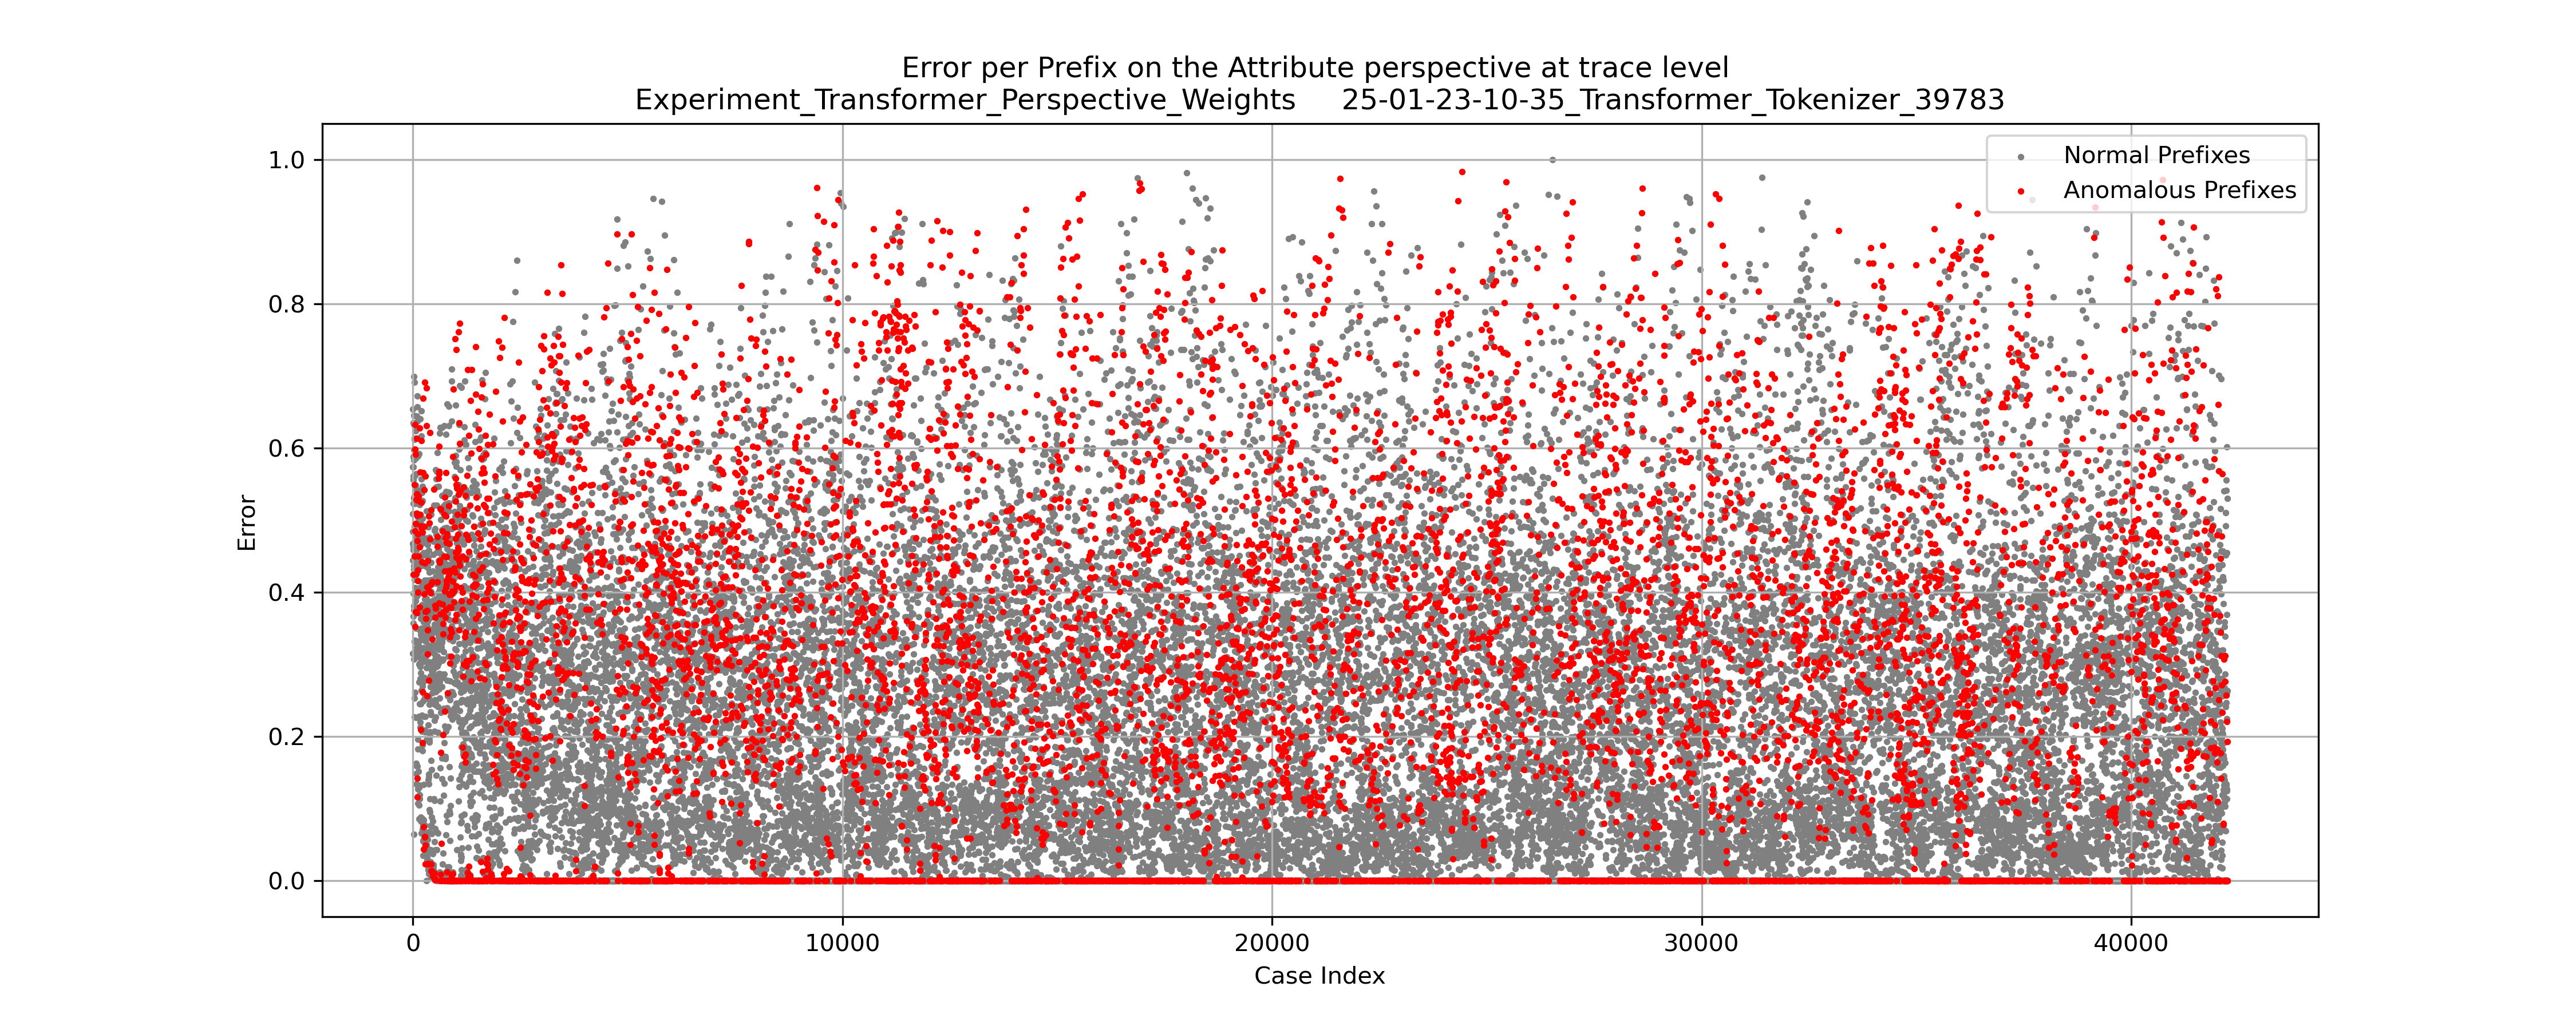 Error per Prefix on the Attribute perspective at trace level
Experiment_Transformer_Perspective_Weights 25-01-23-10-35_Transformer_Tokenizer_39783
Normal Prefixes
Anomalous Prefixes
Error
1.0
0.8
0.6
0.4
0.2
0.0
0 10000 20000 30000 40000
Case Index